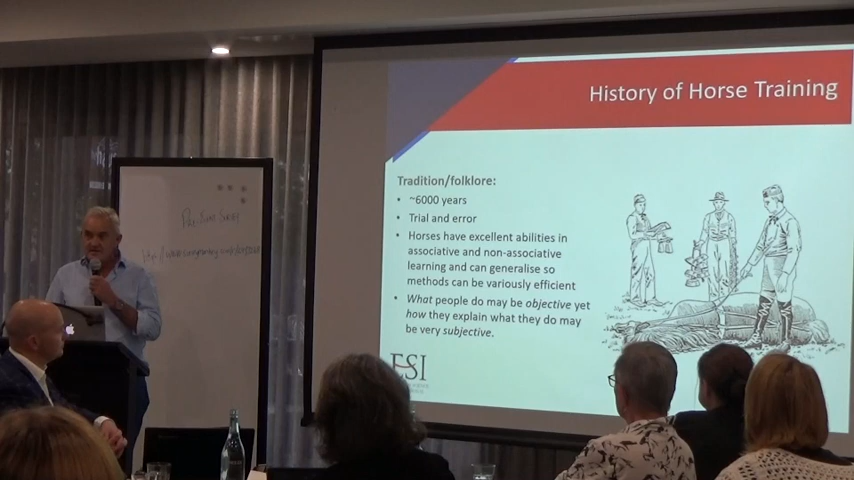 History of Horse Training
Tradition/folklore:
• ~6000 years
• Trial and error
• Horses have excellent abilities in
associative and non-associative
learning and can generalise so
methods can be variously efficient
• What people do may be objective yet
how they explain what they do may
be very subjective.
ESI